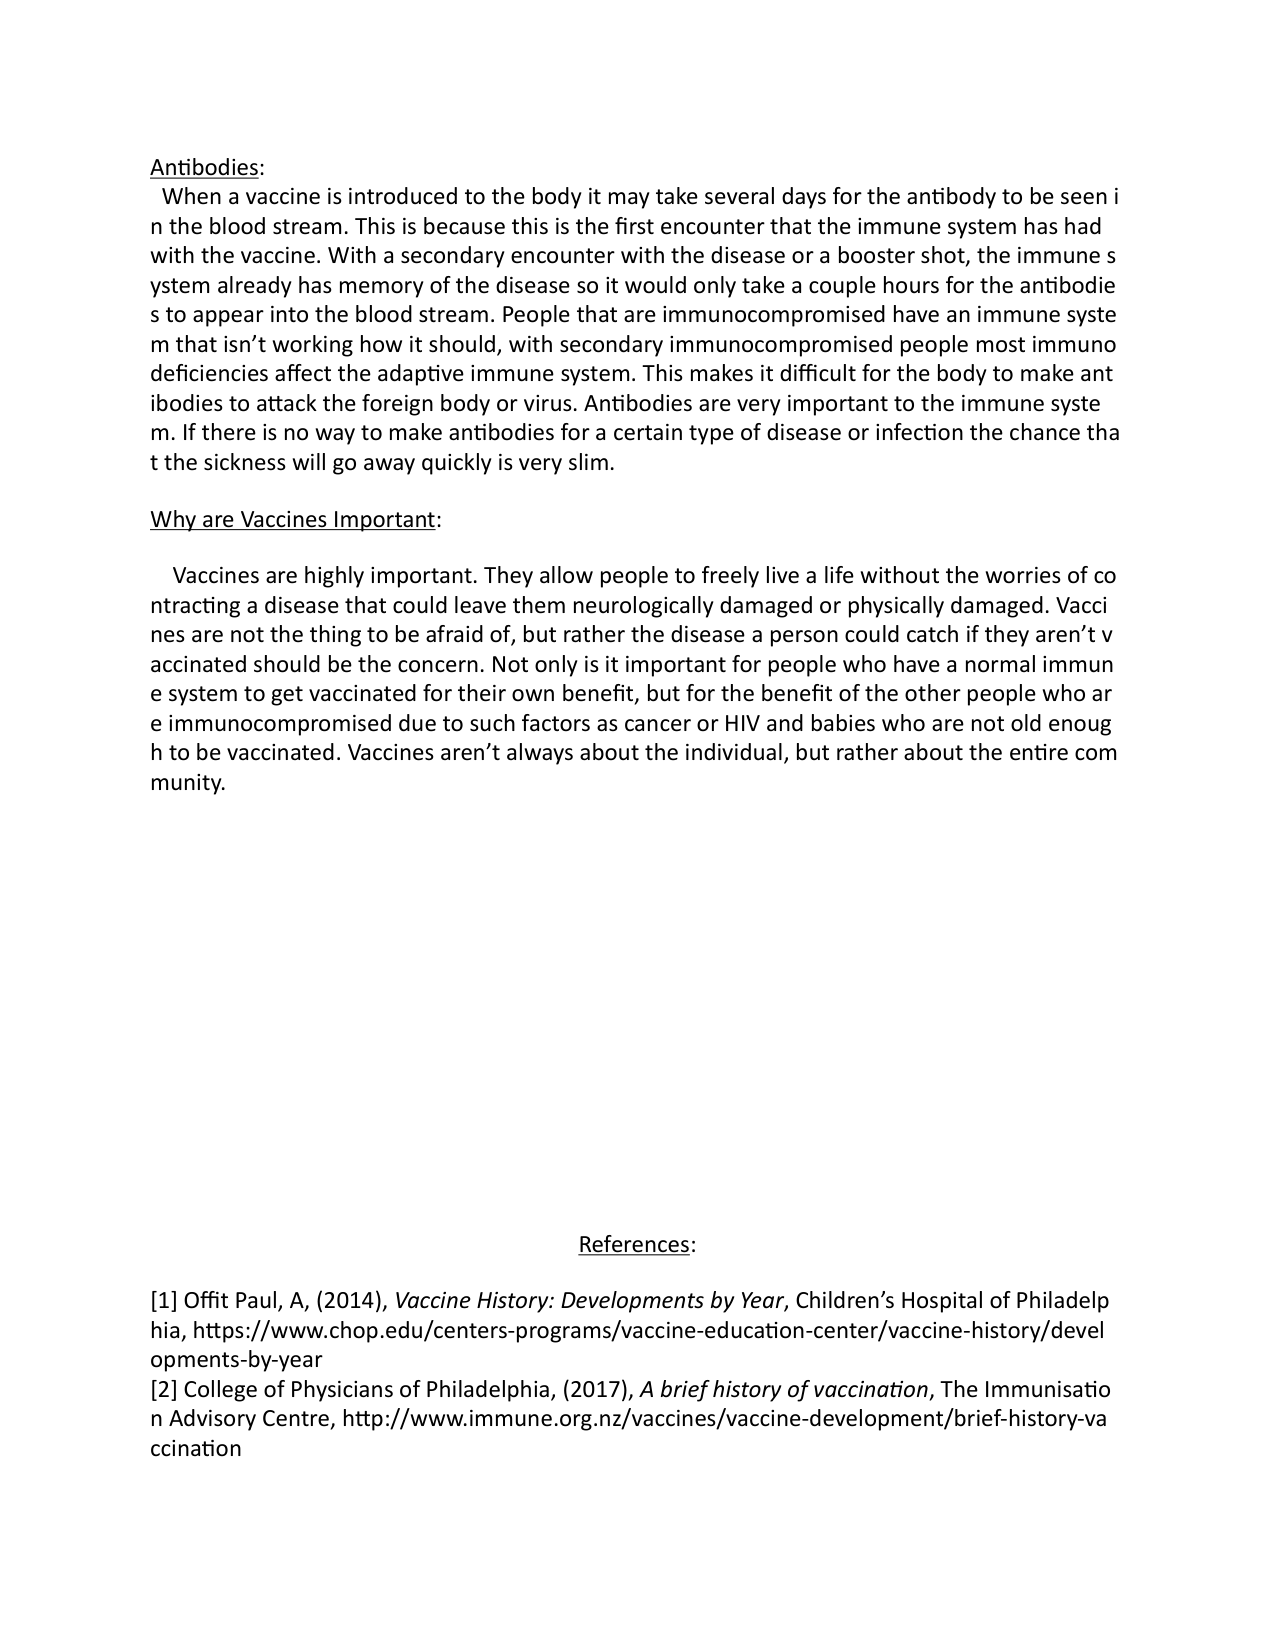 Antibodies:
When a vaccine is introduced to the body it may take several days for the antibody to be seen i
n the blood stream. This is because this is the first encounter that the immune system has had
with the vaccine. With a secondary encounter with the disease or a booster shot, the immune s
ystem already has memory of the disease so it would only take a couple hours for the antibodie
s to appear into the blood stream. People that are immunocompromised have an immune syste
m that isn’t working how it should, with secondary immunocompromised people most immuno
deficiencies affect the adaptive immune system. This makes it difficult for the body to make ant
ibodies to attack the foreign body or virus. Antibodies are very important to the immune syste
m. If there is no way to make antibodies for a certain type of disease or infection the chance tha
t the sickness will go away quickly is very slim.
Why are Vaccines Important:
Vaccines are highly important. They allow people to freely live a life without the worries of co
ntracting a disease that could leave them neurologically damaged or physically damaged. Vacci
nes are not the thing to be afraid of, but rather the disease a person could catch if they aren’t v
accinated should be the concern. Not only is it important for people who have a normal immun
e system to get vaccinated for their own benefit, but for the benefit of the other people who ar
e immunocompromised due to such factors as cancer or HIV and babies who are not old enoug
h to be vaccinated. Vaccines aren’t always about the individual, but rather about the entire com
munity.
References:
[1] Offit Paul, A, (2014), Vaccine History: Developments by Year, Children’s Hospital of Philadelp
hia, https://www.chop.edu/centers-programs/vaccine-education-center/vaccine-history/devel
opments-by-year
[2] College of Physicians of Philadelphia, (2017), A brief history of vaccination, The Immunisatio
n Advisory Centre, http://www.immune.org.nz/vaccines/vaccine-development/brief-history-va
ccination